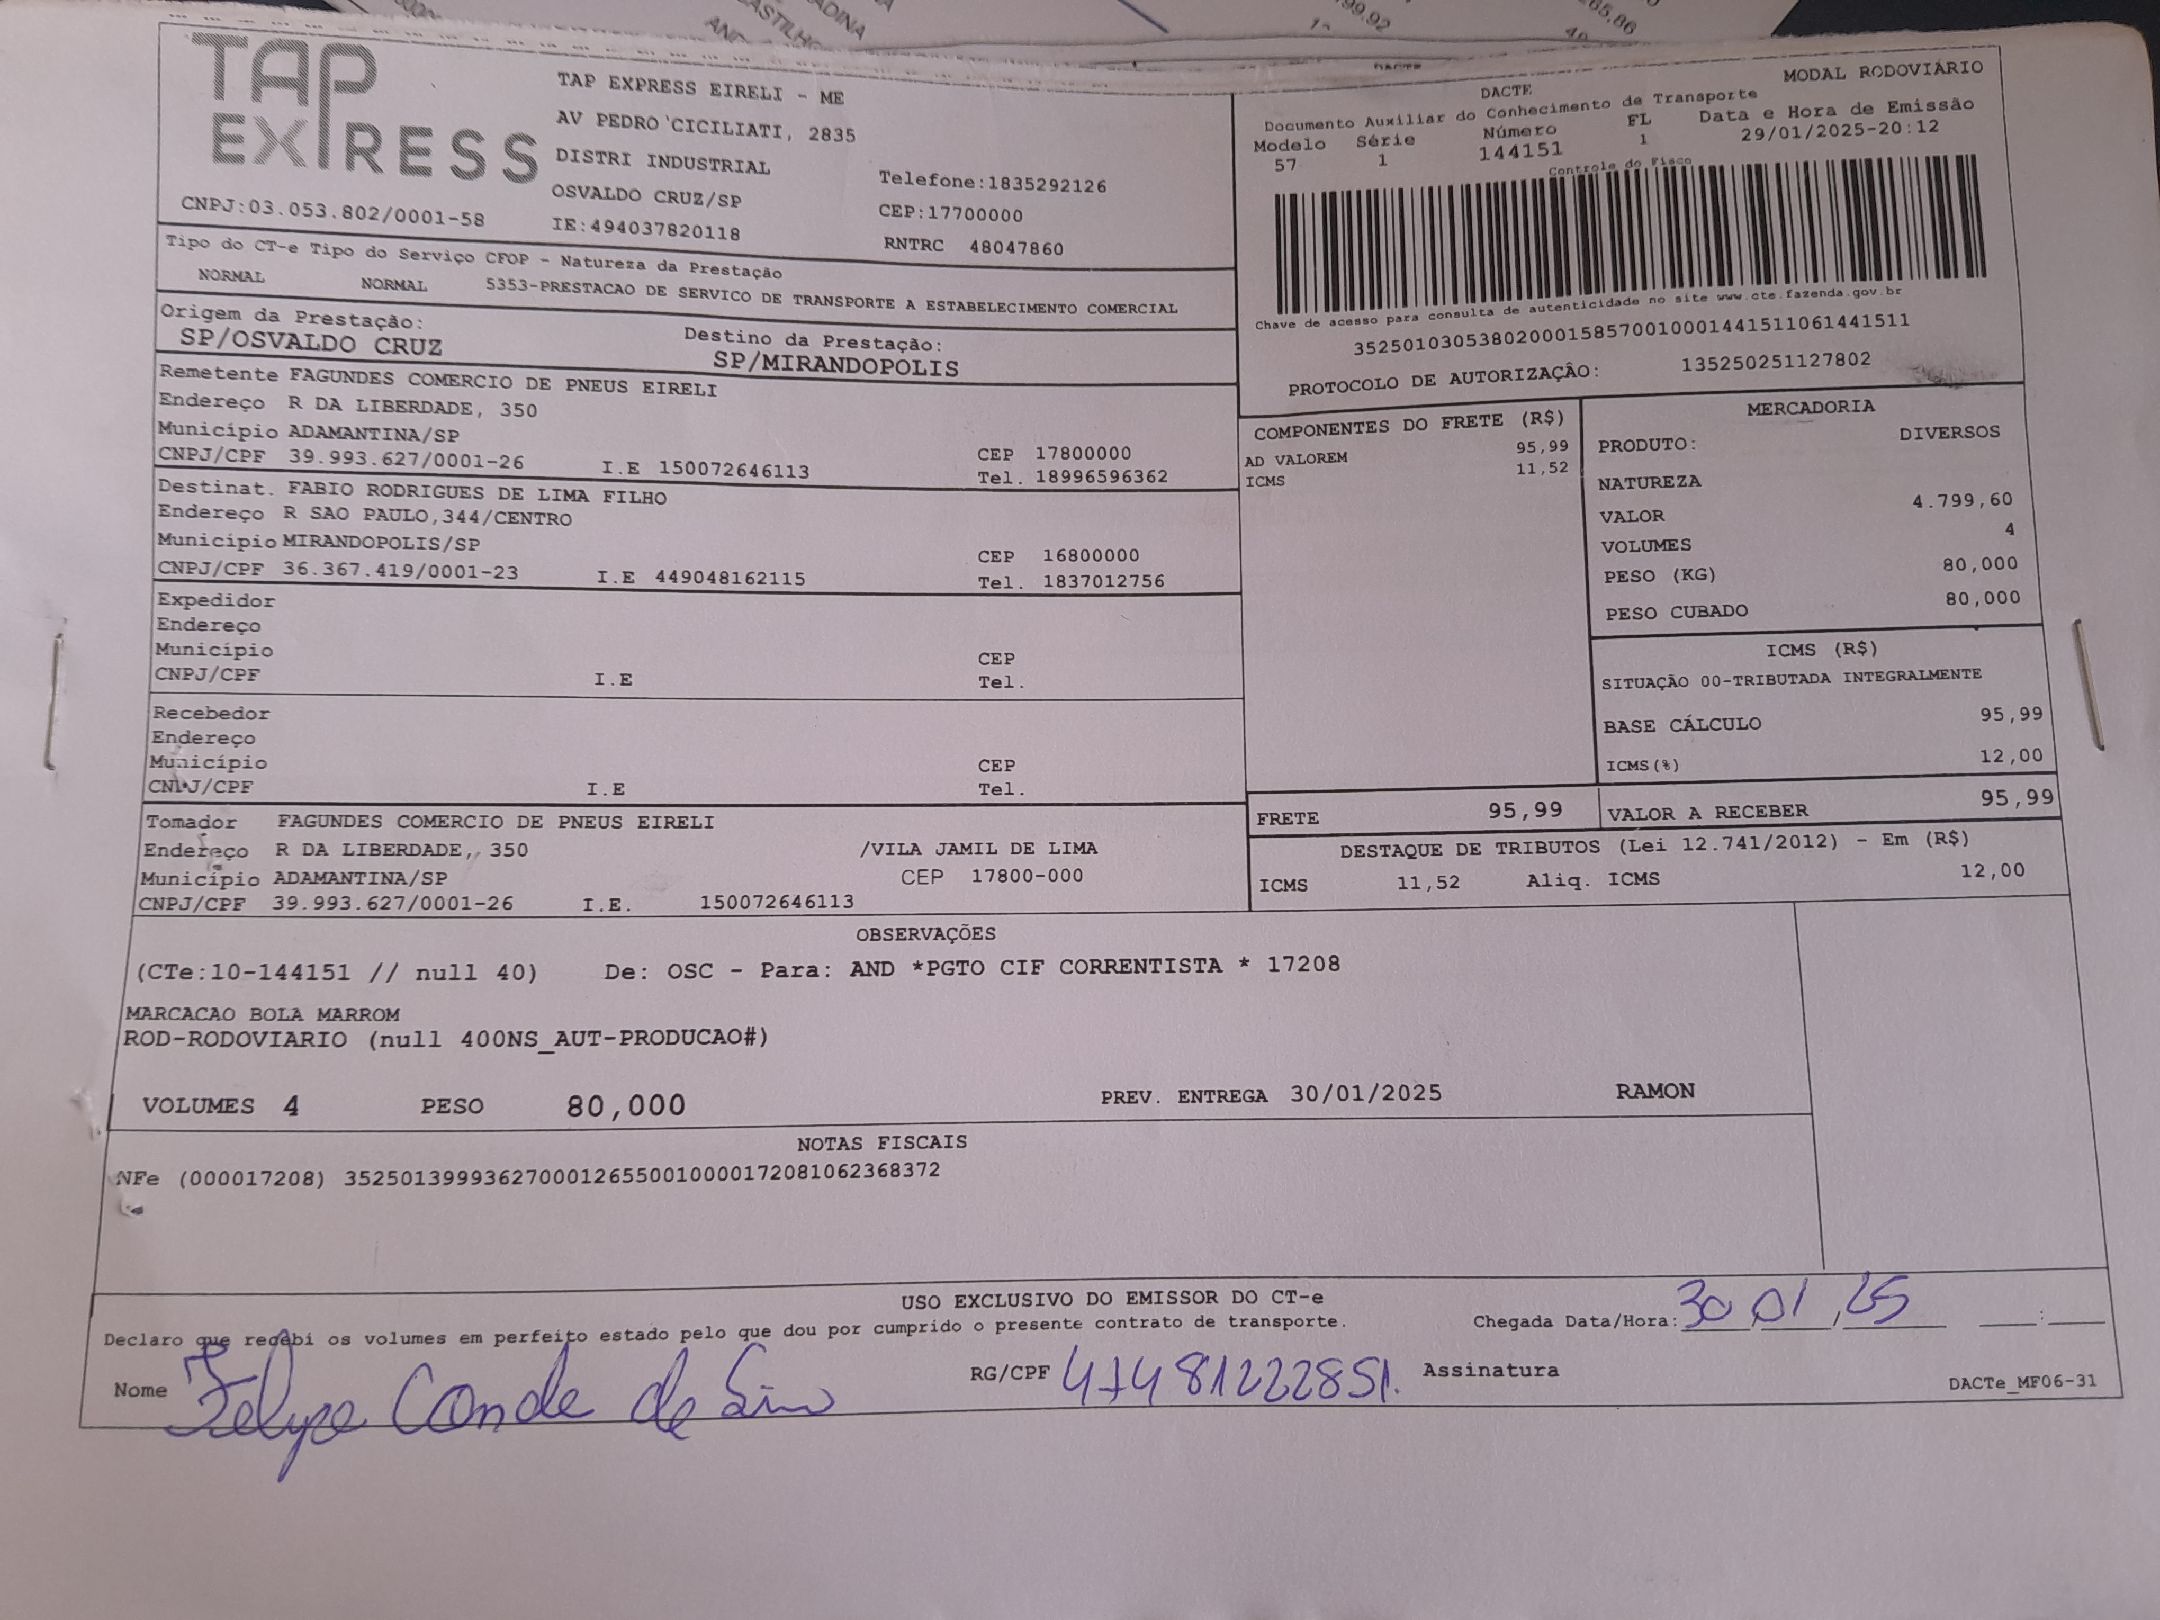 TAP
EXPRESS
CNPJ:03.053.802/0001-58
TAP EXPRESS EIRELI - ME
AV PEDRO CICILIATI, 2835
DISTRI INDUSTRIAL
OSVALDO CRUZ/SP
IE:494037820118
Telefone:1835292126
CEP:17700000
RNTRC 48047860
DACTE
MODAL RODOVIÁRIO
Documento Auxiliar do Conhecimento de Transporte
Modelo Série Número FL Data e Hora de Emissão
57 1 144151 1 29/01/2025-20:12
Controle do Fisco
Chave de acesso para consulta de autenticidade no site www.cte.fazenda.gov.br
35250103053802000158570010001441511061441511
PROTOCOLO DE AUTORIZAÇÂO: 135250251127802
Tipo do CT-e Tipo do Serviço CFOP - Natureza da Prestação
NORMAL NORMAL 5353-PRESTACAO DE SERVICO DE TRANSPORTE A ESTABELECIMENTO COMERCIAL
Origem da Prestação: Destino da Prestação:
SP/OSVALDO CRUZ SP/MIRANDOPOLIS
Remetente FAGUNDES COMERCIO DE PNEUS EIRELI
Endereço R DA LIBERDADE, 350
Município ADAMANTINA/SP CEP 17800000
CNPJ/CPF 39.993.627/0001-26 I.E 150072646113 Tel. 18996596362
Destinat. FABIO RODRIGUES DE LIMA FILHO
Endereço R SAO PAULO,344/CENTRO
Município MIRANDOPOLIS/SP CEP 16800000
CNPJ/CPF 36.367.419/0001-23 I.E 449048162115 Tel. 1837012756
Expedidor
Endereço
Município CEP
CNPJ/CPF I.E Tel.
Recebedor
Endereço
Município CEP
CNPJ/CPF I.E Tel.
Tomador FAGUNDES COMERCIO DE PNEUS EIRELI
Endereço R DA LIBERDADE, 350 /VILA JAMIL DE LIMA
Município ADAMANTINA/SP CEP 17800-000
CNPJ/CPF 39.993.627/0001-26 I.E. 150072646113
COMPONENTES DO FRETE (R$)
AD VALOREM 95,99
ICMS 11,52
MERCADORIA
PRODUTO: DIVERSOS
NATUREZA
VALOR 4.799,60
VOLUMES 4
PESO (KG) 80,000
PESO CUBADO 80,000
ICMS (R$)
SITUAÇÃO 00-TRIBUTADA INTEGRALMENTE
BASE CÁLCULO 95,99
ICMS(%) 12,00
FRETE 95,99 VALOR A RECEBER 95,99
DESTAQUE DE TRIBUTOS (Lei 12.741/2012) - Em (R$)
ICMS 11,52 Aliq. ICMS 12,00
OBSERVAÇÕES
(CTe:10-144151 // null 40) De: OSC - Para: AND *PGTO CIF CORRENTISTA * 17208
MARCACAO BOLA MARROM
ROD-RODOVIARIO (null 400NS_AUT-PRODUCAO#)
VOLUMES 4 PESO 80,000 PREV. ENTREGA 30/01/2025 RAMON
NOTAS FISCAIS
NFe (000017208) 35250139993627000126550010000172081062368372
USO EXCLUSIVO DO EMISSOR DO CT-e
Declaro que recebi os volumes em perfeito estado pelo que dou por cumprido o presente contrato de transporte. Chegada Data/Hora: 30 01 25
Nome Felipe Conde de RG/CPF 47481222851. Assinatura
DACTe_MF06-31